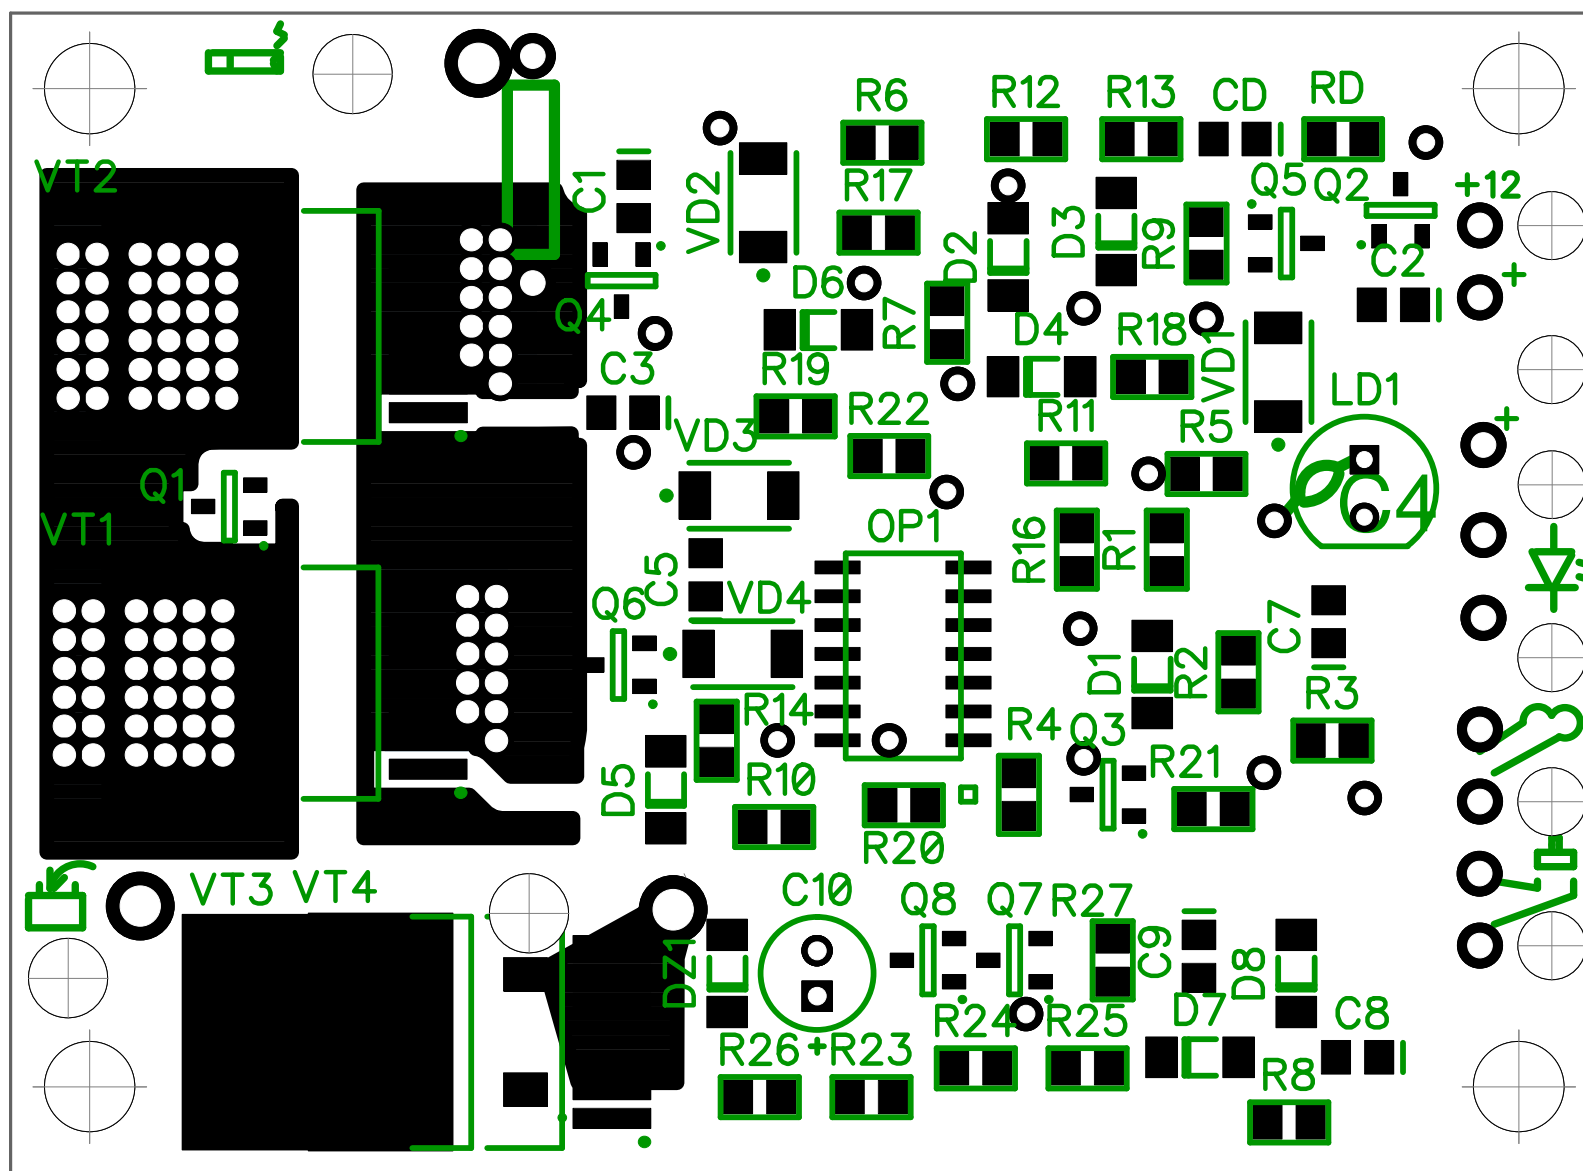 R6
R12
R13
CD
RD
VT2
C1
VD2
R17
D2
D3
R9
Q5
Q2
+12
C2
+
Q4
D6
R7
D4
R18
VD1
C3
R19
R22
R11
R5
LD1
+
VD3
Q1
VT1
C4
OP1
R16
R1
C5
Q6
VD4
C7
D1
R2
R3
R14
R4
Q3
R21
D5
R10
R20
VT3
VT4
C10
Q8
Q7
R27
DZ1
C9
D8
R24
R25
D7
C8
R26
+
R23
R8